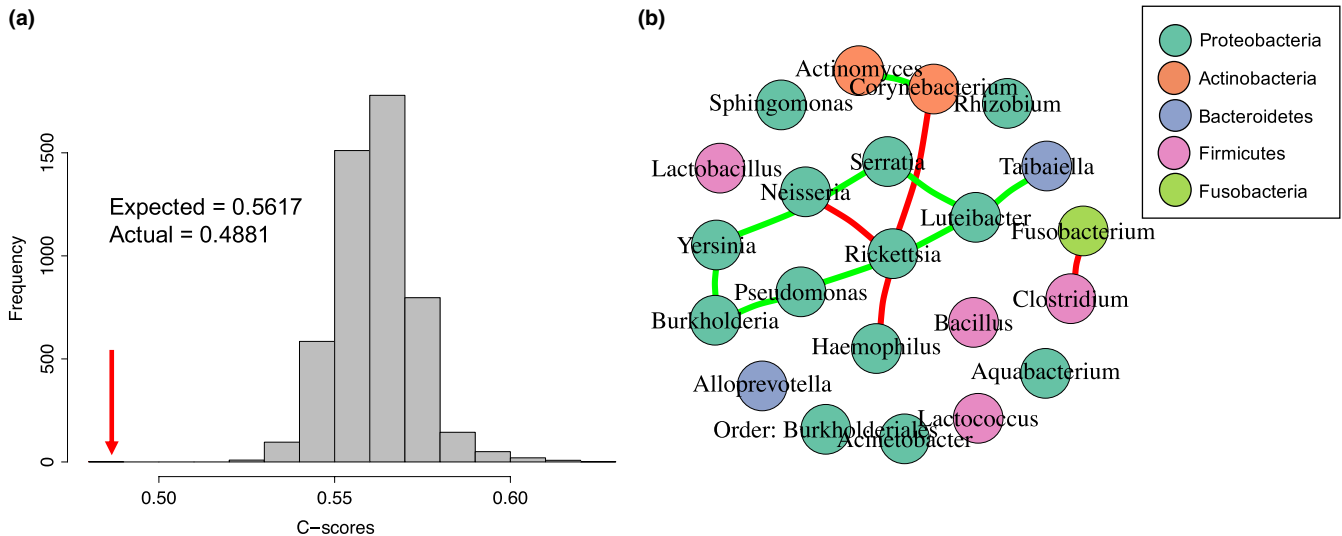 (a)
Expected = 0.5617
Actual = 0.4881
Frequency
0
500
1000
1500
0.50
0.55
0.60
C−scores
(b)
Actinomyces
Corynebacterium
Sphingomonas
Rhizobium
Lactobacillus
Serratia
Taibaiella
Neisseria
Luteibacter
Fusobacterium
Yersinia
Rickettsia
Pseudomonas
Clostridium
Burkholderia
Bacillus
Haemophilus
Aquabacterium
Alloprevotella
Lactococcus
Order: Burkholderiales
Acinetobacter
Proteobacteria
Actinobacteria
Bacteroidetes
Firmicutes
Fusobacteria